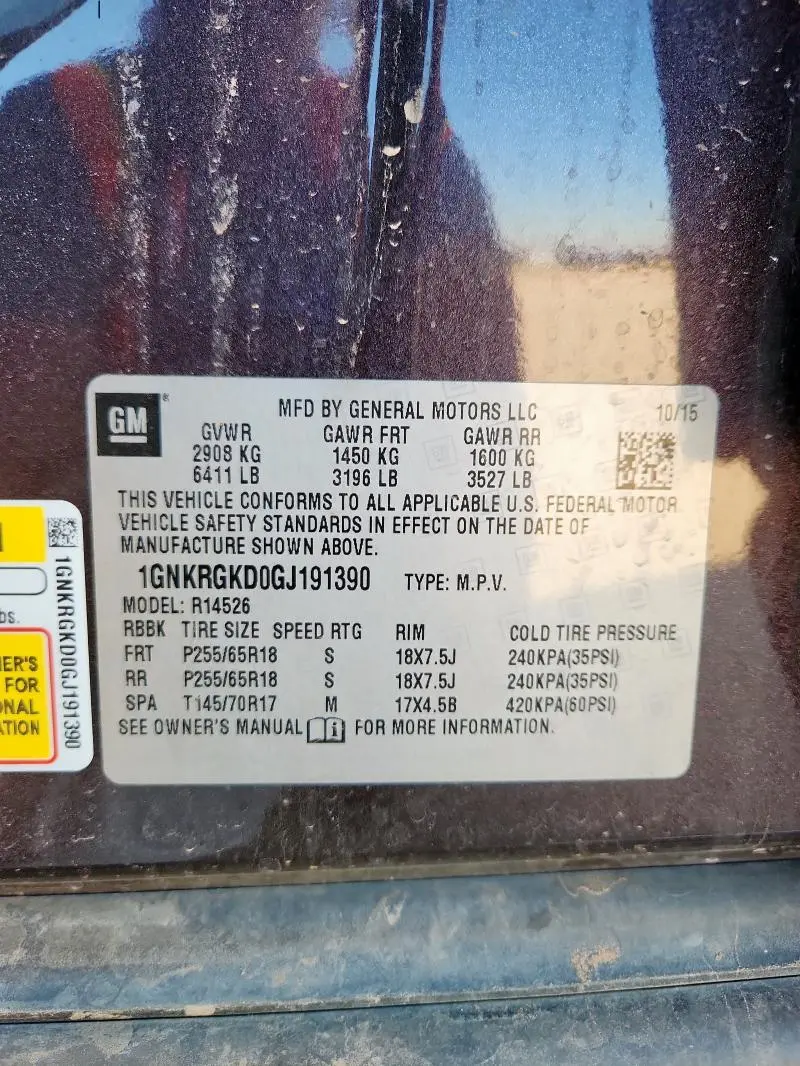 GM
MFD BY GENERAL MOTORS LLC 10/15
GVWR GAWR FRT GAWR RR
2908 KG 1450 KG 1600 KG
6411 LB 3196 LB 3527 LB
THIS VEHICLE CONFORMS TO ALL APPLICABLE U.S. FEDERAL MOTOR
VEHICLE SAFETY STANDARDS IN EFFECT ON THE DATE OF
MANUFACTURE SHOWN ABOVE.
1GNKRGKD0GJ191390 TYPE: M.P.V.
MODEL: R14526
RBBK TIRE SIZE SPEED RTG RIM COLD TIRE PRESSURE
FRT P255/65R18 S 18X7.5J 240KPA(35PSI)
RR P255/65R18 S 18X7.5J 240KPA(35PSI)
SPA T145/70R17 M 17X4.5B 420KPA(60PSI)
SEE OWNER'S MANUAL FOR MORE INFORMATION.
1GNKRGKD0GJ191390
FOR